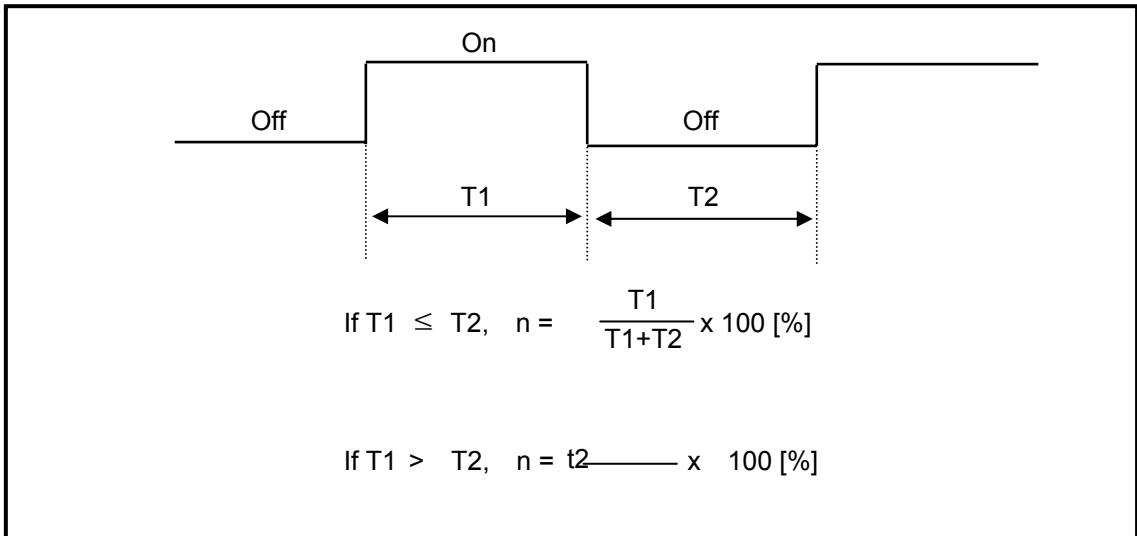 On
Off
Off
T1
T2
If T1 ≤ T2, n = T1 / T1+T2 x 100 [%]
If T1 > T2, n = t2 x 100 [%]